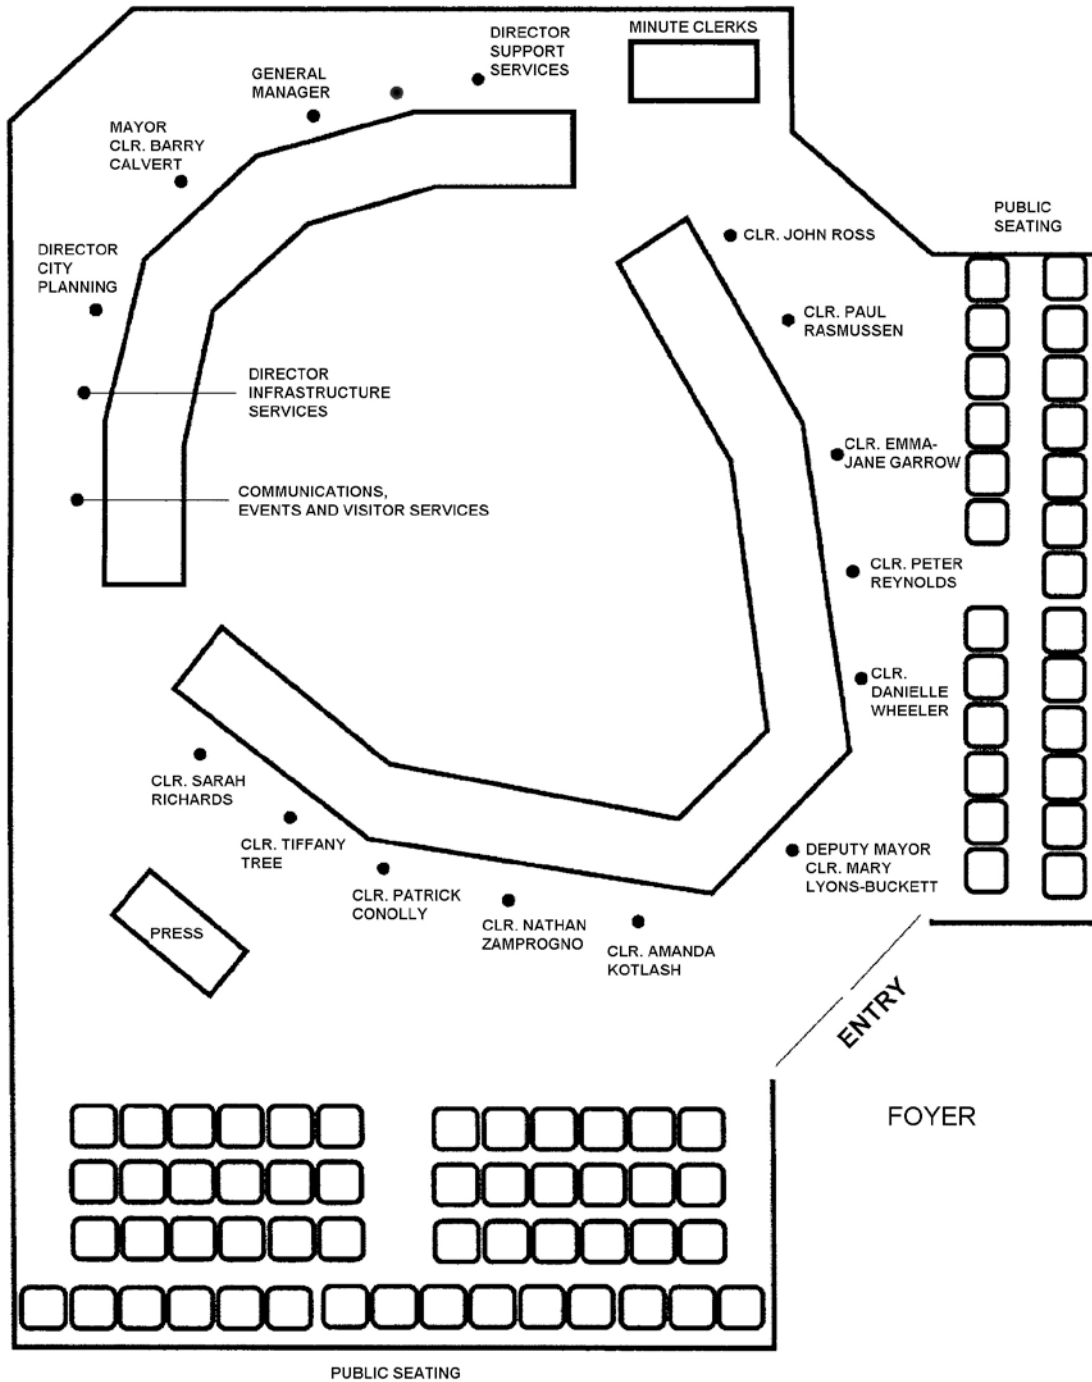 MINUTE CLERKS
DIRECTOR
SUPPORT
SERVICES
GENERAL
MANAGER
MAYOR
CLR. BARRY
CALVERT
DIRECTOR
CITY
PLANNING
DIRECTOR
INFRASTRUCTURE
SERVICES
COMMUNICATIONS,
EVENTS AND VISITOR SERVICES
PUBLIC
SEATING
CLR. JOHN ROSS
CLR. PAUL
RASMUSSEN
CLR. EMMA-
JANE GARROW
CLR. PETER
REYNOLDS
CLR.
DANIELLE
WHEELER
DEPUTY MAYOR
CLR. MARY
LYONS-BUCKETT
CLR. SARAH
RICHARDS
CLR. TIFFANY
TREE
CLR. PATRICK
CONOLLY
CLR. NATHAN
ZAMPROGNO
CLR. AMANDA
KOTLASH
PRESS
ENTRY
FOYER
PUBLIC SEATING